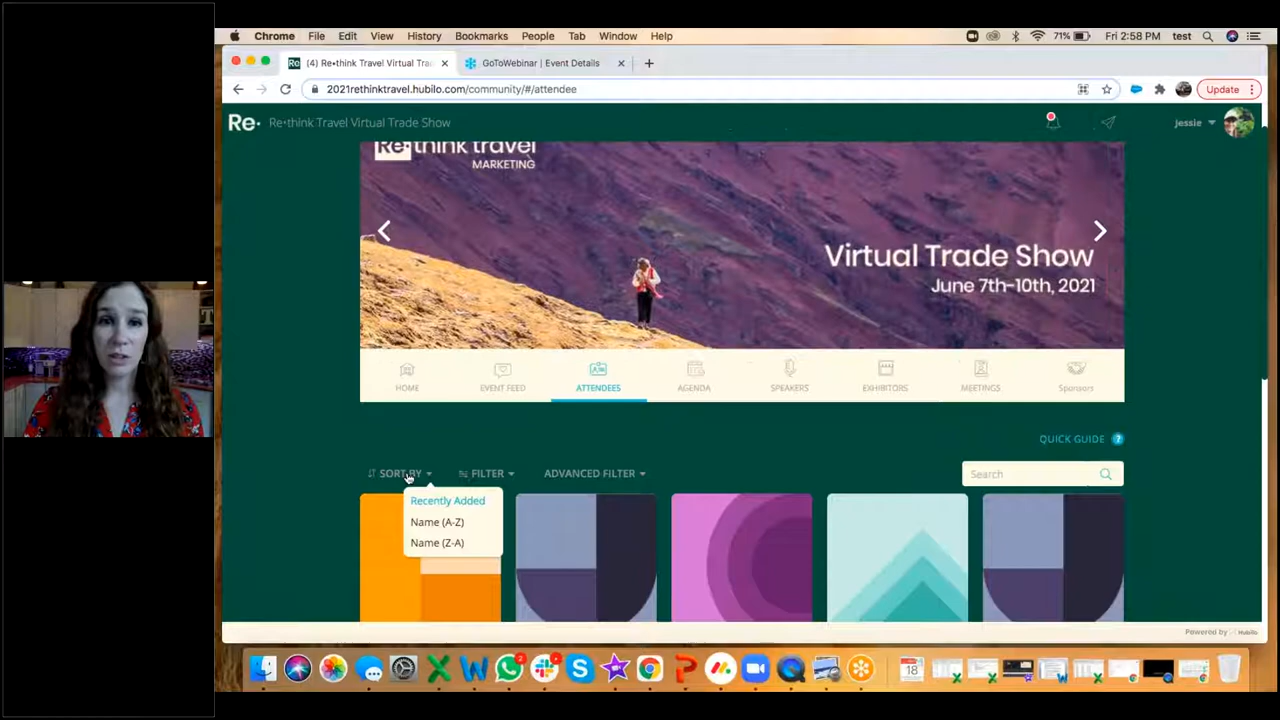 Chrome File Edit View History Bookmarks People Tab Window Help 71% Fri 2:58 PM test
Re (4) Re•think Travel Virtual Tra
GoToWebinar | Event Details
2021rethinktravel.hubilo.com/community/#/attendee
Update
Re• Re•think Travel Virtual Trade Show
Jessie
Re•think travel
MARKETING
Virtual Trade Show
June 7th-10th, 2021
HOME EVENT FEED ATTENDEES AGENDA SPEAKERS EXHIBITORS MEETINGS Sponsors
QUICK GUIDE ?
SORT BY FILTER ADVANCED FILTER Search
Recently Added
Name (A-Z)
Name (Z-A)
Powered by Hubilo